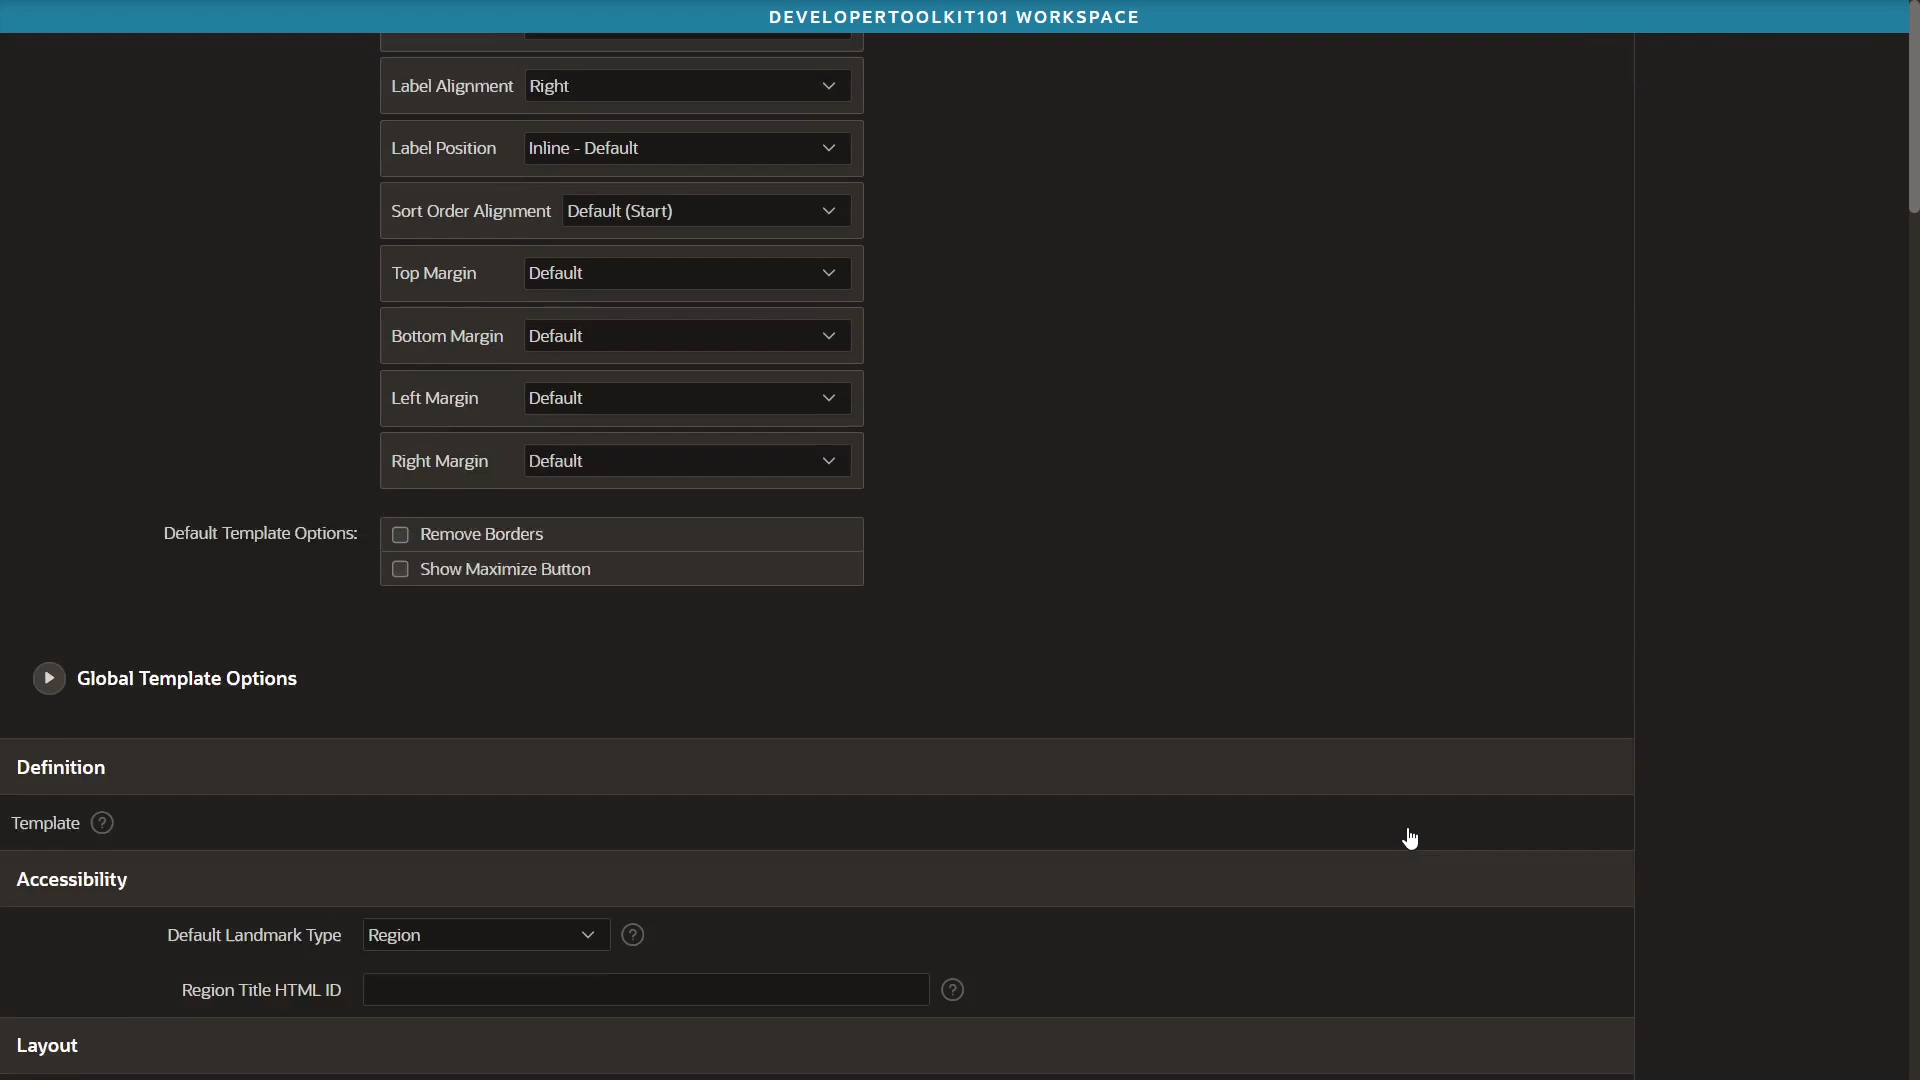 DEVELOPERTOOLKIT101 WORKSPACE
Label Alignment Right
Label Position Inline - Default
Sort Order Alignment Default (Start)
Top Margin Default
Bottom Margin Default
Left Margin Default
Right Margin Default
Default Template Options: Remove Borders
Show Maximize Button
Global Template Options
Definition
Template ?
Accessibility
Default Landmark Type Region ?
Region Title HTML ID ?
Layout